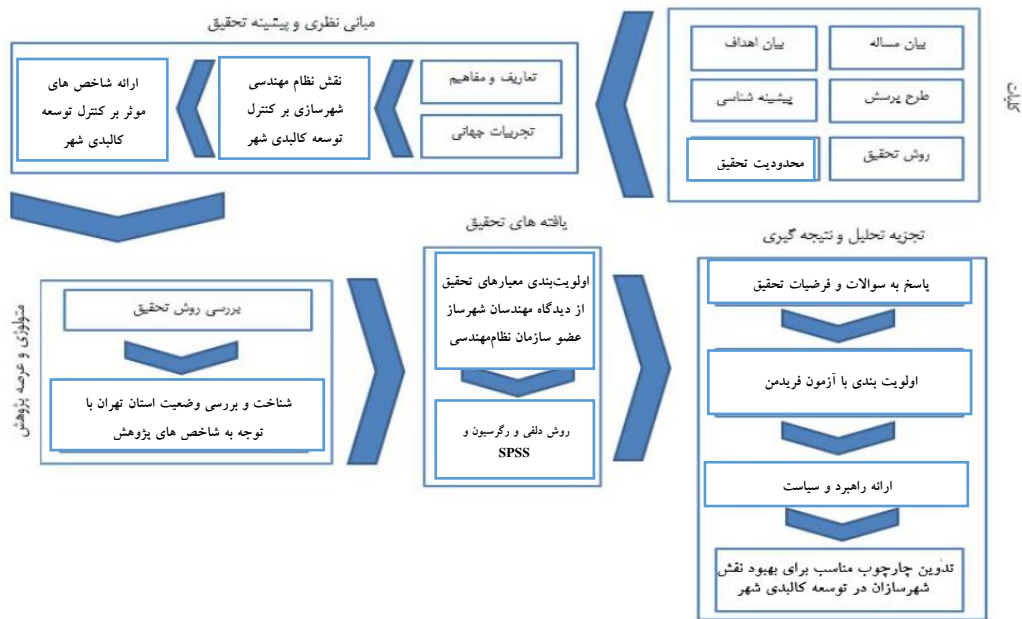 کلیات
بیان مساله
بیان اهداف
طرح پرسش
پیشینه شناسی
روش تحقیق
محدودیت تحقیق
مبانی نظری و پیشینه تحقیق
تعاریف و مفاهیم
تجربیات جهانی
نقش نظام مهندسی
شهرسازی بر کنترل
توسعه کالبدی شهر
ارائه شاخص های
موثر بر کنترل توسعه
کالبدی شهر
متولوژی و عرصه پژوهش
بررسی روش تحقیق
شناخت و بررسی وضعیت استان تهران با
توجه به شاخص های پژوهش
یافته های تحقیق
اولویت‌بندی معیارهای تحقیق
از دیدگاه مهندسان شهرساز
عضو سازمان نظام‌مهندسی
روش دلفی و رگرسیون و
SPSS
تجزیه تحلیل و نتیجه گیری
پاسخ به سوالات و فرضیات تحقیق
اولویت بندی با آزمون فریدمن
ارائه راهبرد و سیاست
تدوین چارچوب مناسب برای بهبود نقش
شهرسازان در توسعه کالبدی شهر